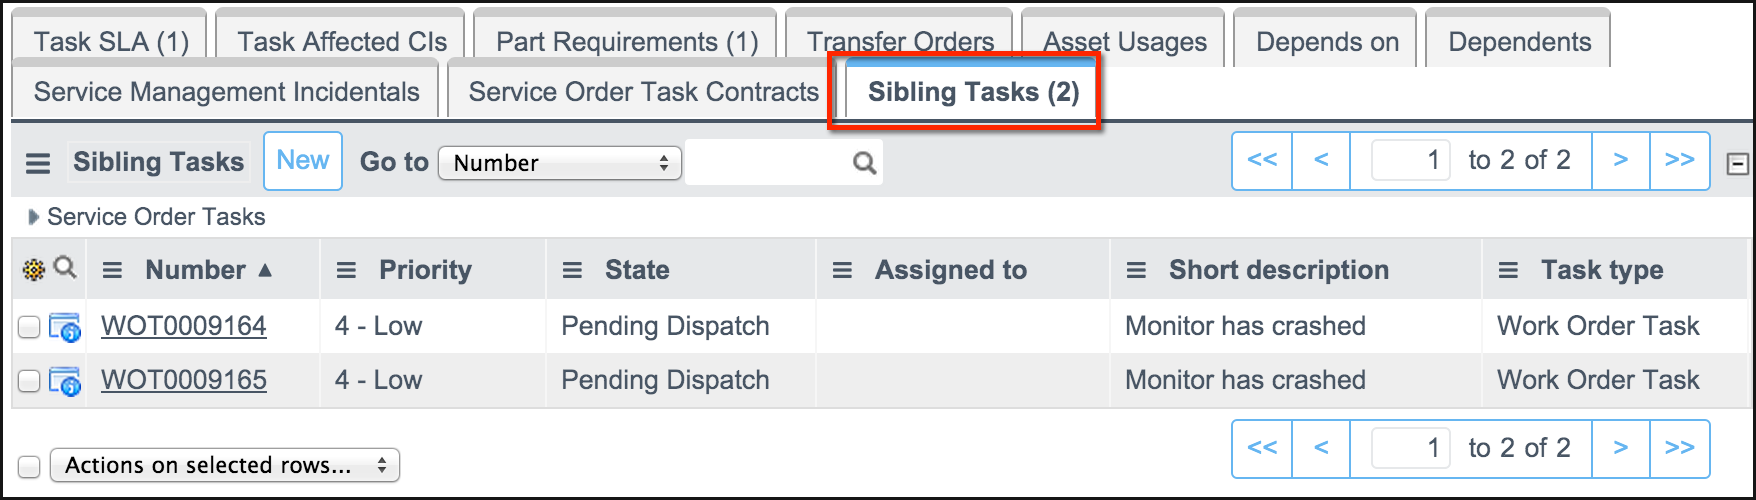 Task SLA (1) Task Affected CIs Part Requirements (1) Transfer Orders Asset Usages Depends on Dependents
Service Management Incidentals Service Order Task Contracts Sibling Tasks (2)
Sibling Tasks New Go to Number << < 1 to 2 of 2 > >>
Service Order Tasks
Number ▲ Priority State Assigned to Short description Task type
WOT0009164 4 - Low Pending Dispatch Monitor has crashed Work Order Task
WOT0009165 4 - Low Pending Dispatch Monitor has crashed Work Order Task
<< < 1 to 2 of 2 > >>
Actions on selected rows...